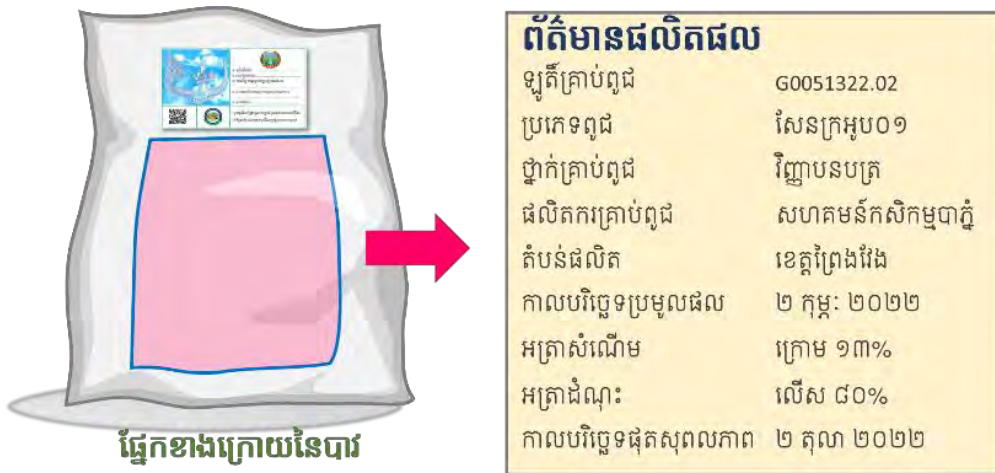 ព័ត៌មានផលិតផល
ឡូតិ៍គ្រាប់ពូជ G0051322.02
ប្រភេទពូជ សែនក្រអូប០១
ថ្នាក់គ្រាប់ពូជ វិញ្ញាបនបត្រ
ផលិតករគ្រាប់ពូជ សហគមន៍កសិកម្មបាភ្នំ
តំបន់ផលិត ខេត្តព្រៃងវែង
កាលបរិច្ឆេទប្រមូលផល ២ កុម្ភៈ ២០២២
អត្រាសំណើម ក្រោម ១៣%
អត្រាដំណុះ លើស ៨០%
កាលបរិច្ឆេទផុតសុពលភាព ២ តុលា ២០២២
ផ្នែកខាងក្រោយនៃបាវ